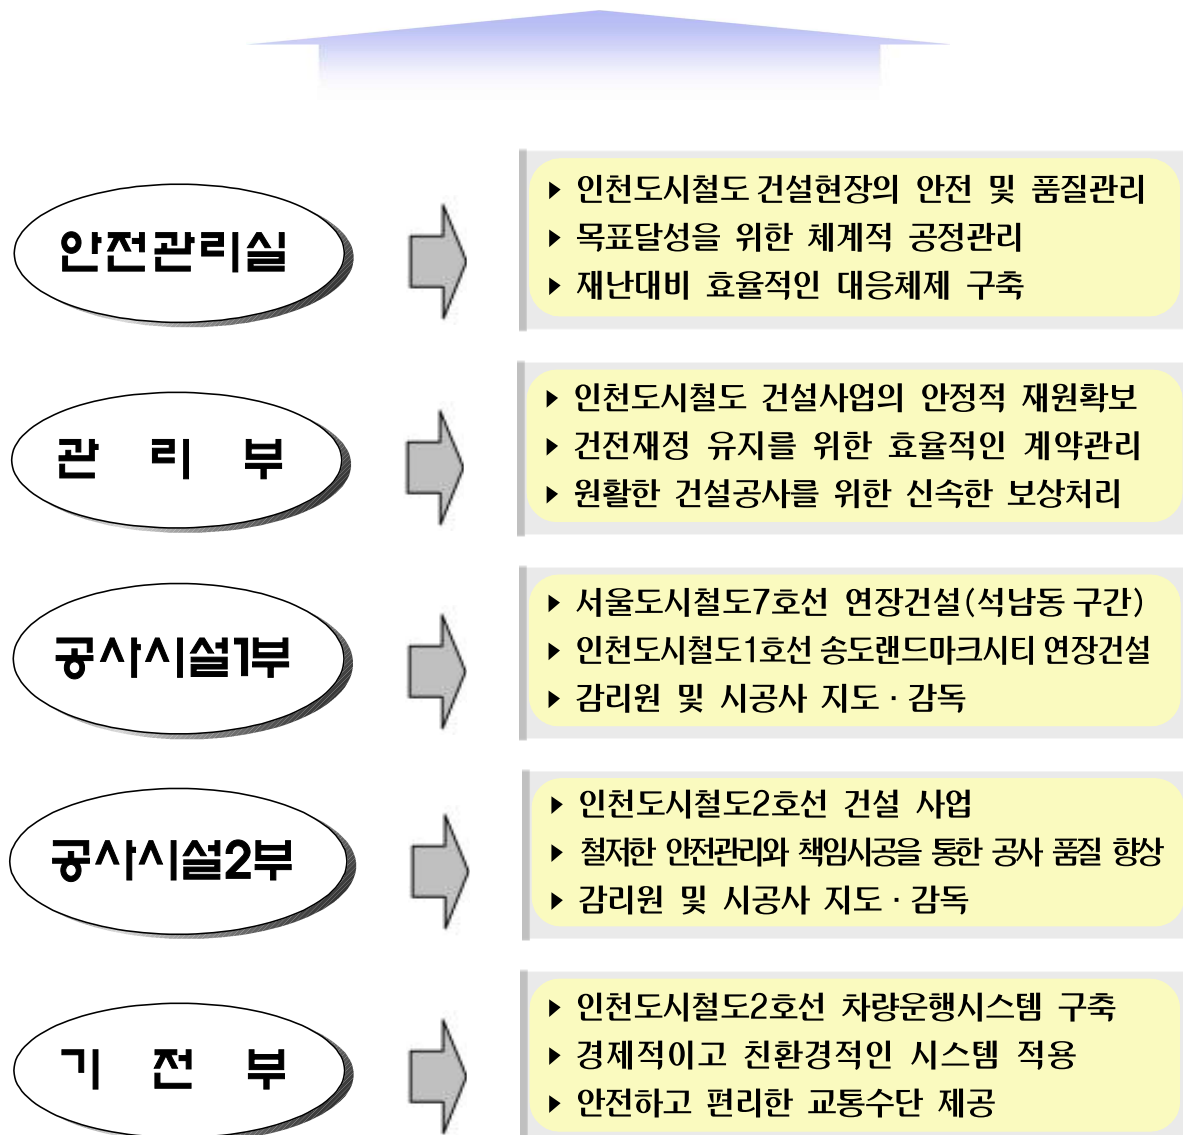 안전관리실
▶ 인천도시철도 건설현장의 안전 및 품질관리
▶ 목표달성을 위한 체계적 공정관리
▶ 재난대비 효율적인 대응체제 구축
관 리 부
▶ 인천도시철도 건설사업의 안정적 재원확보
▶ 건전재정 유지를 위한 효율적인 계약관리
▶ 원활한 건설공사를 위한 신속한 보상처리
공사시설1부
▶ 서울도시철도7호선 연장건설(석남동 구간)
▶ 인천도시철도1호선 송도랜드마크시티 연장건설
▶ 감리원 및 시공사 지도·감독
공사시설2부
▶ 인천도시철도2호선 건설 사업
▶ 철저한 안전관리와 책임시공을 통한 공사 품질 향상
▶ 감리원 및 시공사 지도·감독
기 전 부
▶ 인천도시철도2호선 차량운행시스템 구축
▶ 경제적이고 친환경적인 시스템 적용
▶ 안전하고 편리한 교통수단 제공